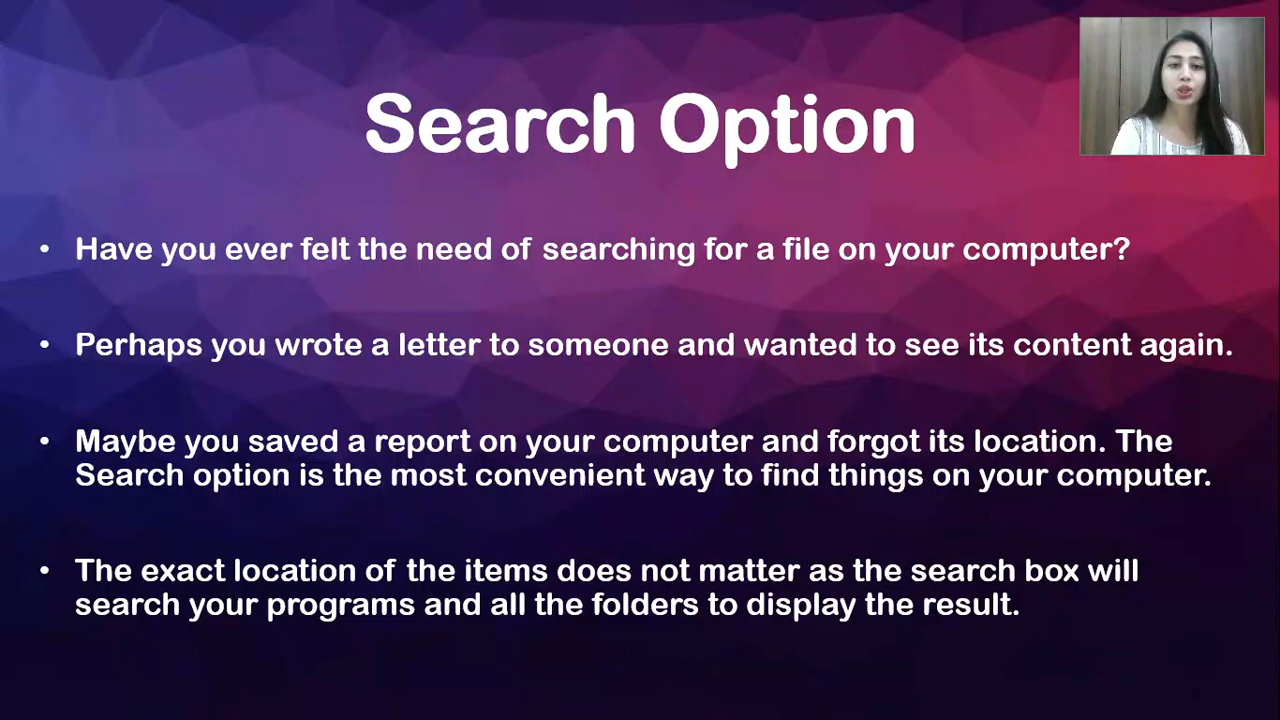 Search Option
• Have you ever felt the need of searching for a file on your computer?
• Perhaps you wrote a letter to someone and wanted to see its content again.
• Maybe you saved a report on your computer and forgot its location. The
Search option is the most convenient way to find things on your computer.
• The exact location of the items does not matter as the search box will
search your programs and all the folders to display the result.